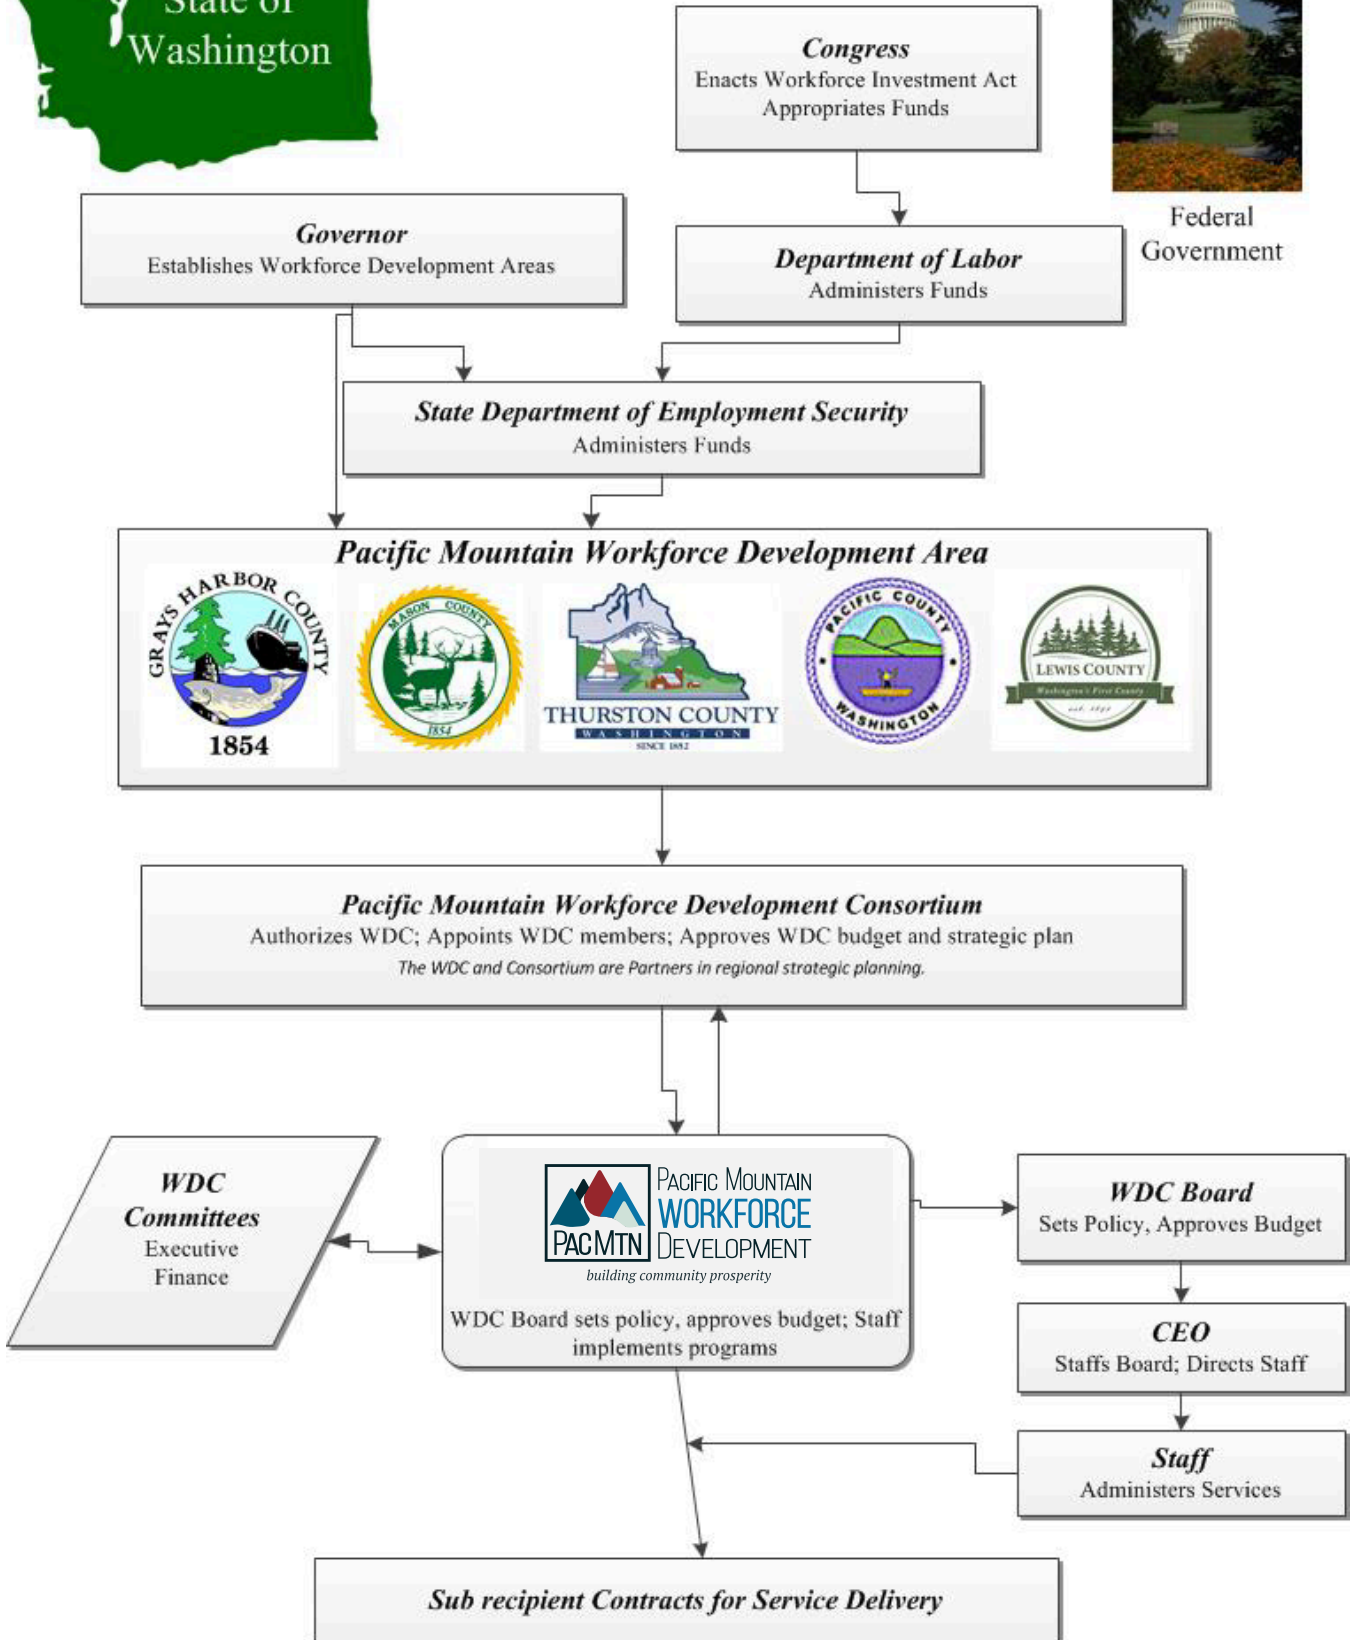 State of
Washington
Congress
Enacts Workforce Investment Act
Appropriates Funds
Federal
Government
Governor
Establishes Workforce Development Areas
Department of Labor
Administers Funds
State Department of Employment Security
Administers Funds
Pacific Mountain Workforce Development Area
GRAYS HARBOR COUNTY
1854
MASON COUNTY
1854
THURSTON COUNTY
WASHINGTON
SINCE 1852
PACIFIC COUNTY
WASHINGTON
LEWIS COUNTY
Washington's First County
est.
Pacific Mountain Workforce Development Consortium
Authorizes WDC; Appoints WDC members; Approves WDC budget and strategic plan
The WDC and Consortium are Partners in regional strategic planning.
WDC
Committees
Executive
Finance
PACMTN
PACIFIC MOUNTAIN
WORKFORCE
DEVELOPMENT
building community prosperity
WDC Board sets policy, approves budget; Staff
implements programs
WDC Board
Sets Policy, Approves Budget
CEO
Staffs Board; Directs Staff
Staff
Administers Services
Sub recipient Contracts for Service Delivery